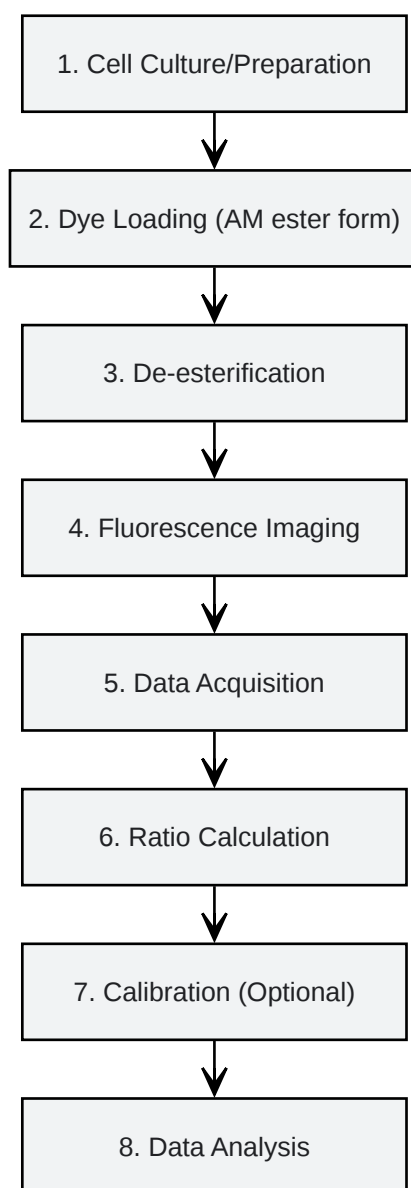 1. Cell Culture/Preparation
2. Dye Loading (AM ester form)
3. De-esterification
4. Fluorescence Imaging
5. Data Acquisition
6. Ratio Calculation
7. Calibration (Optional)
8. Data Analysis